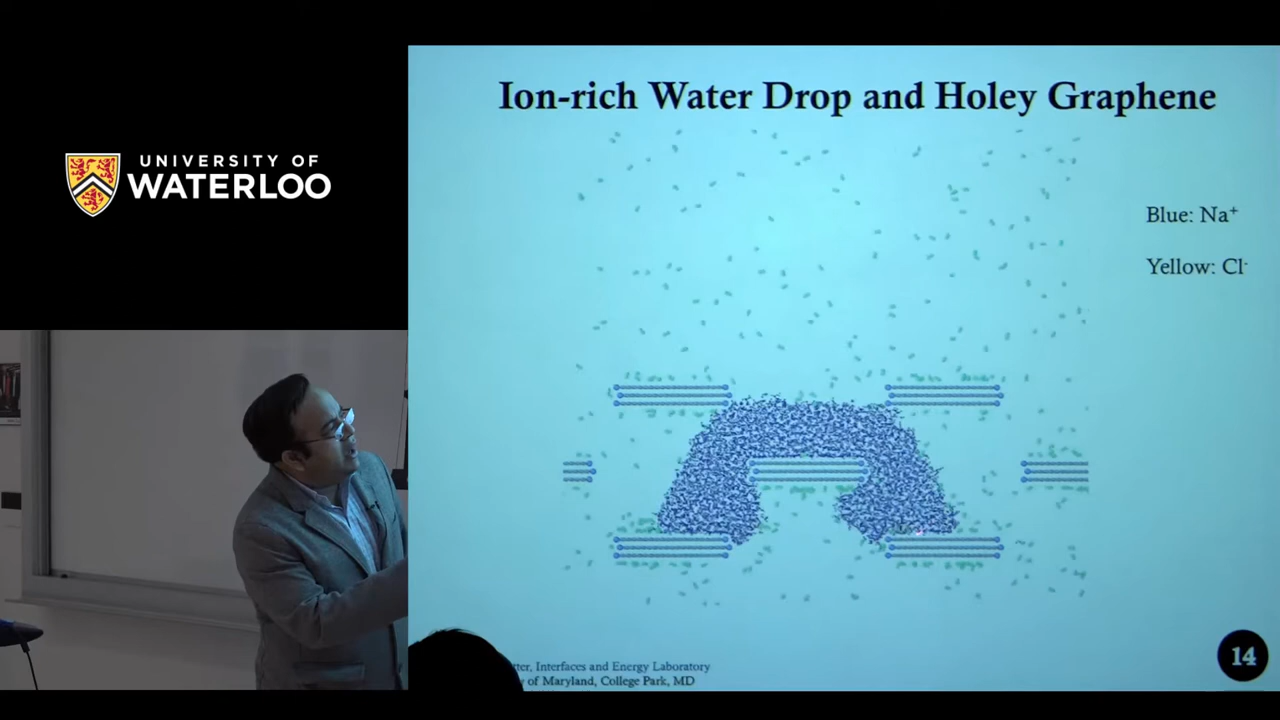 UNIVERSITY OF
WATERLOO
Ion-rich Water Drop and Holey Graphene
Blue: Na⁺
Yellow: Cl⁻
Interfaces and Energy Laboratory
of Maryland, College Park, MD
14